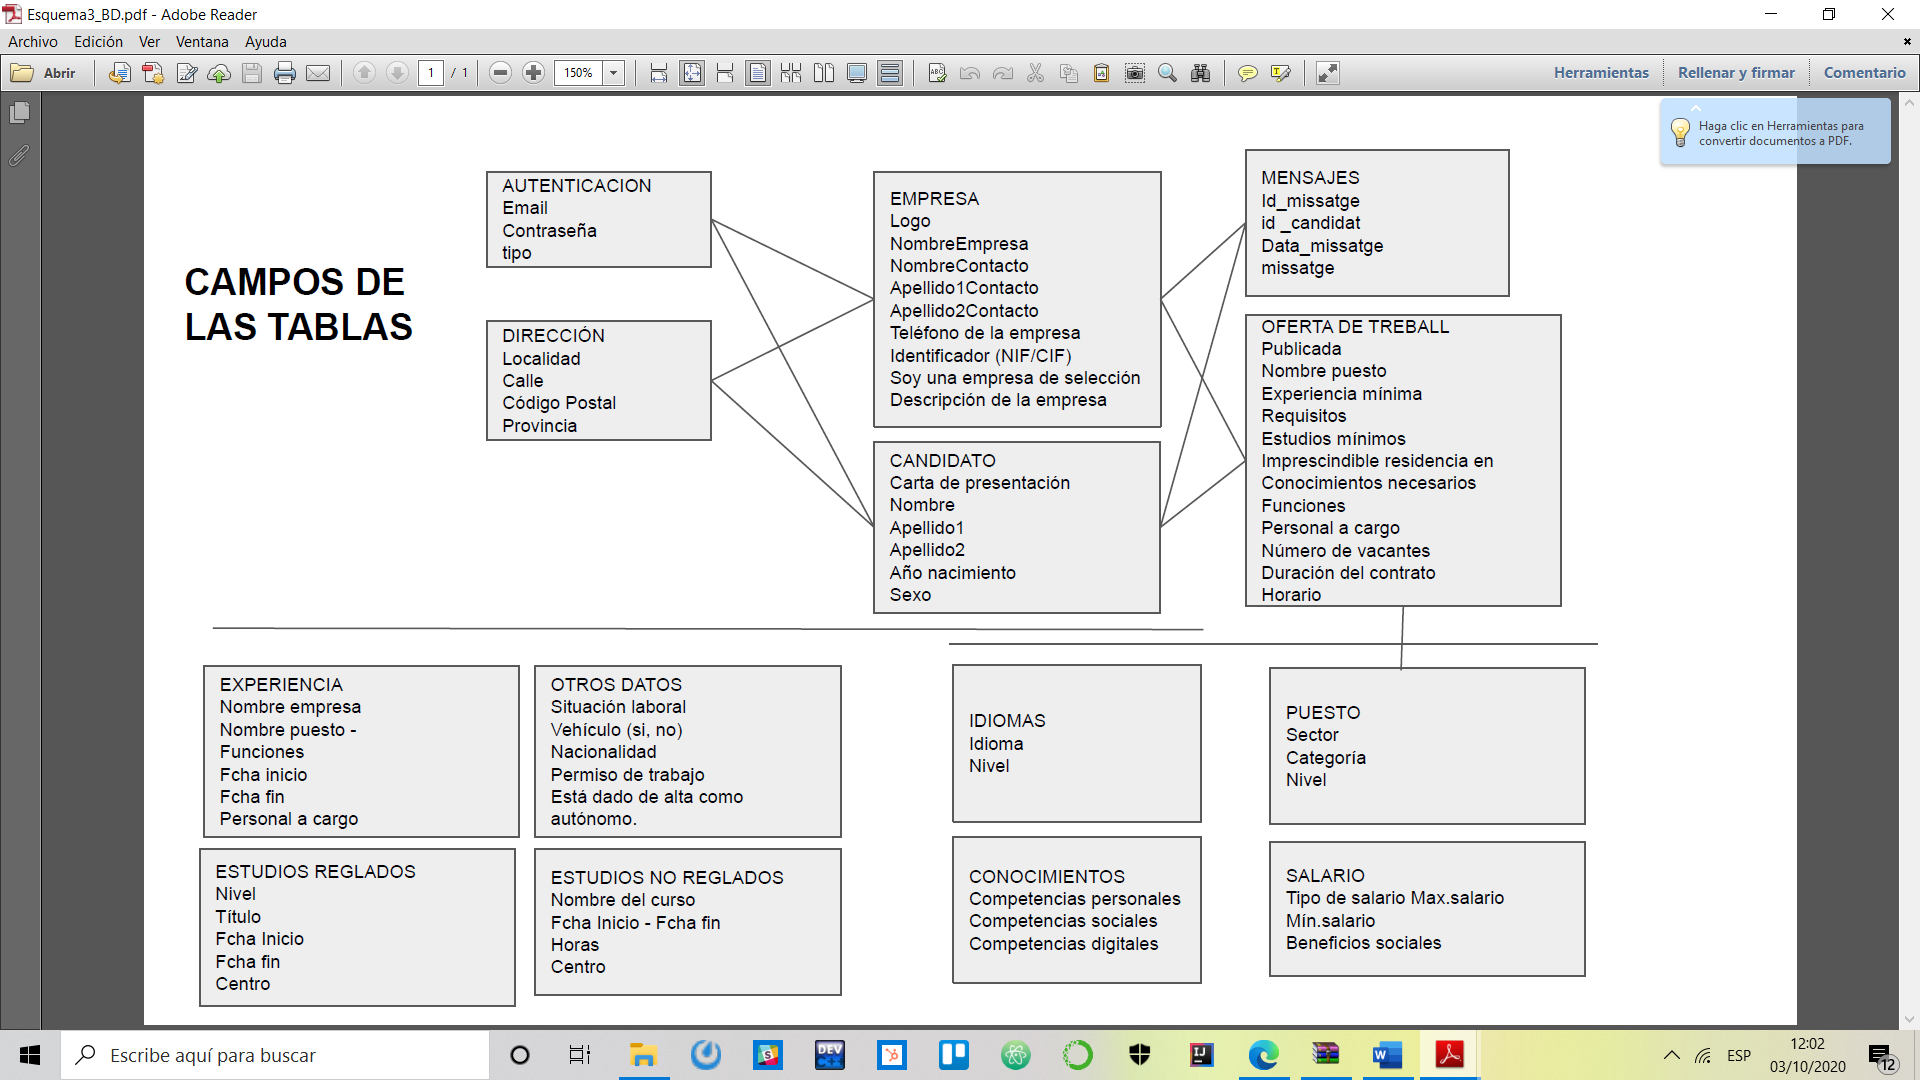 Esquema3_BD.pdf - Adobe Reader
Archivo Edición Ver Ventana Ayuda
Abrir 1 / 1 150% Herramientas Rellenar y firmar Comentario
Haga clic en Herramientas para
convertir documentos a PDF.
CAMPOS DE
LAS TABLAS
AUTENTICACION
Email
Contraseña
tipo
DIRECCIÓN
Localidad
Calle
Código Postal
Provincia
EMPRESA
Logo
NombreEmpresa
NombreContacto
Apellido1Contacto
Apellido2Contacto
Teléfono de la empresa
Identificador (NIF/CIF)
Soy una empresa de selección
Descripción de la empresa
CANDIDATO
Carta de presentación
Nombre
Apellido1
Apellido2
Año nacimiento
Sexo
MENSAJES
Id_missatge
id _candidat
Data_missatge
missatge
OFERTA DE TREBALL
Publicada
Nombre puesto
Experiencia mínima
Requisitos
Estudios mínimos
Imprescindible residencia en
Conocimientos necesarios
Funciones
Personal a cargo
Número de vacantes
Duración del contrato
Horario
EXPERIENCIA
Nombre empresa
Nombre puesto -
Funciones
Fcha inicio
Fcha fin
Personal a cargo
OTROS DATOS
Situación laboral
Vehículo (si, no)
Nacionalidad
Permiso de trabajo
Está dado de alta como
autónomo.
IDIOMAS
Idioma
Nivel
PUESTO
Sector
Categoría
Nivel
ESTUDIOS REGLADOS
Nivel
Título
Fcha Inicio
Fcha fin
Centro
ESTUDIOS NO REGLADOS
Nombre del curso
Fcha Inicio - Fcha fin
Horas
Centro
CONOCIMIENTOS
Competencias personales
Competencias sociales
Competencias digitales
SALARIO
Tipo de salario Max.salario
Mín.salario
Beneficios sociales
Escribe aquí para buscar
DEV
C++
IJ
W
ESP
12:02
03/10/2020
12